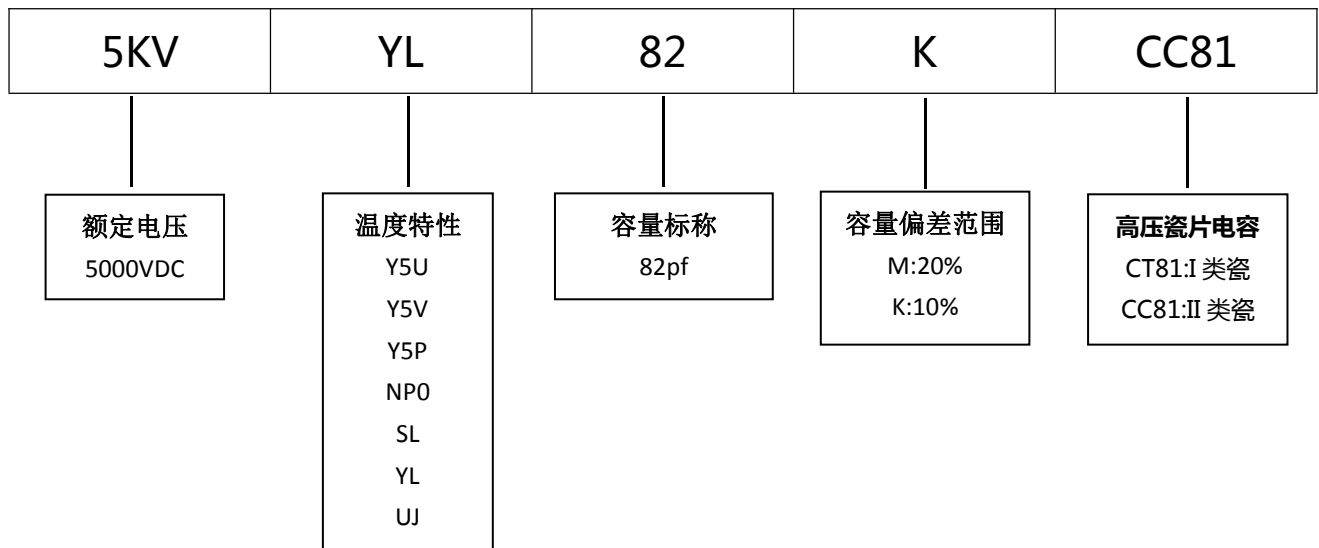 5KV YL 82 K CC81
额定电压
5000VDC
温度特性
Y5U
Y5V
Y5P
NP0
SL
YL
UJ
容量标称
82pf
容量偏差范围
M:20%
K:10%
高压瓷片电容
CT81:I 类瓷
CC81:II 类瓷